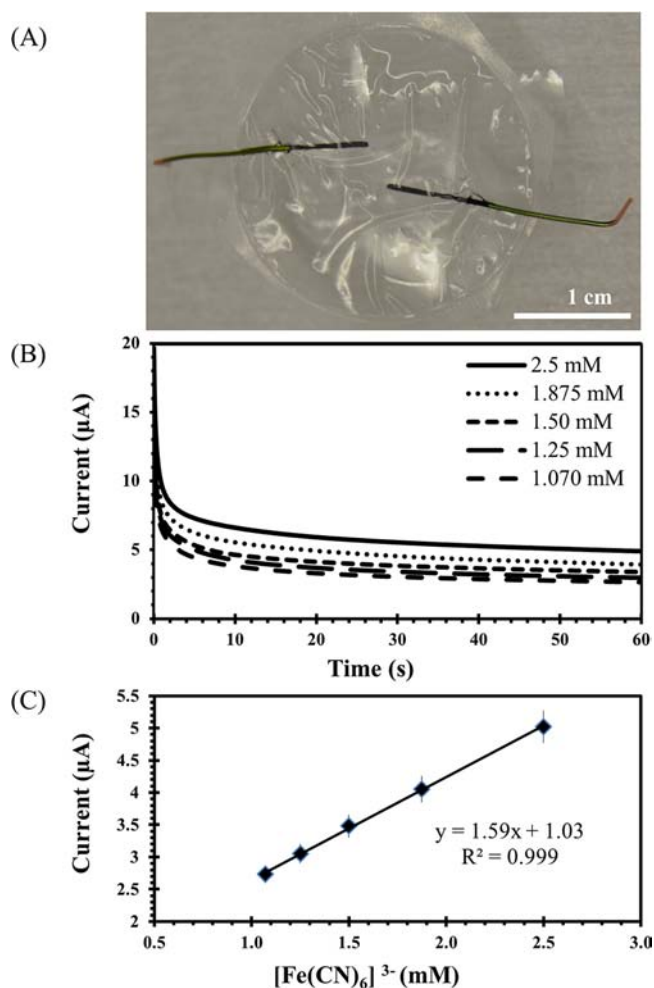 (A)
1 cm
(B)
20
15
10
5
0
Current (µA)
2.5 mM
1.875 mM
1.50 mM
1.25 mM
1.070 mM
0 10 20 30 40 50 60
Time (s)
(C)
5.5
5
4.5
4
3.5
3
2.5
2
Current (µA)
y = 1.59x + 1.03
R² = 0.999
0.5 1.0 1.5 2.0 2.5 3.0
[Fe(CN)₆] ³⁻ (mM)